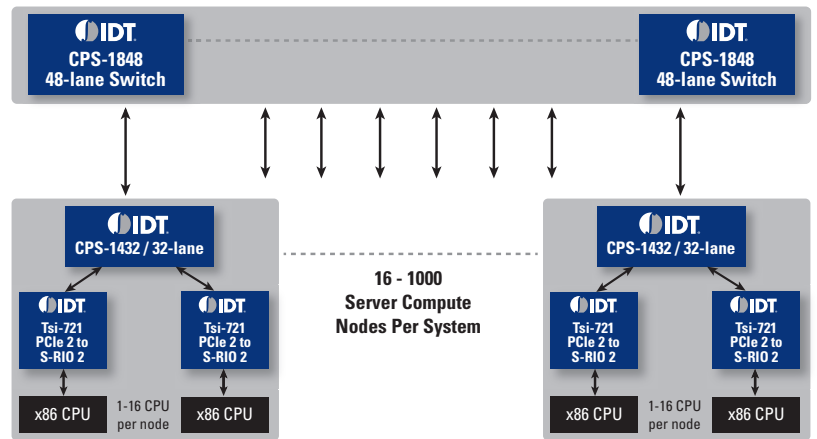 IDT
CPS-1848
48-lane Switch
IDT
CPS-1848
48-lane Switch
IDT
CPS-1432 / 32-lane
IDT
Tsi-721
PCIe 2 to
S-RIO 2
IDT
Tsi-721
PCIe 2 to
S-RIO 2
x86 CPU
1-16 CPU
per node
x86 CPU
16 - 1000
Server Compute
Nodes Per System
IDT
CPS-1432 / 32-lane
IDT
Tsi-721
PCIe 2 to
S-RIO 2
IDT
Tsi-721
PCIe 2 to
S-RIO 2
x86 CPU
1-16 CPU
per node
x86 CPU